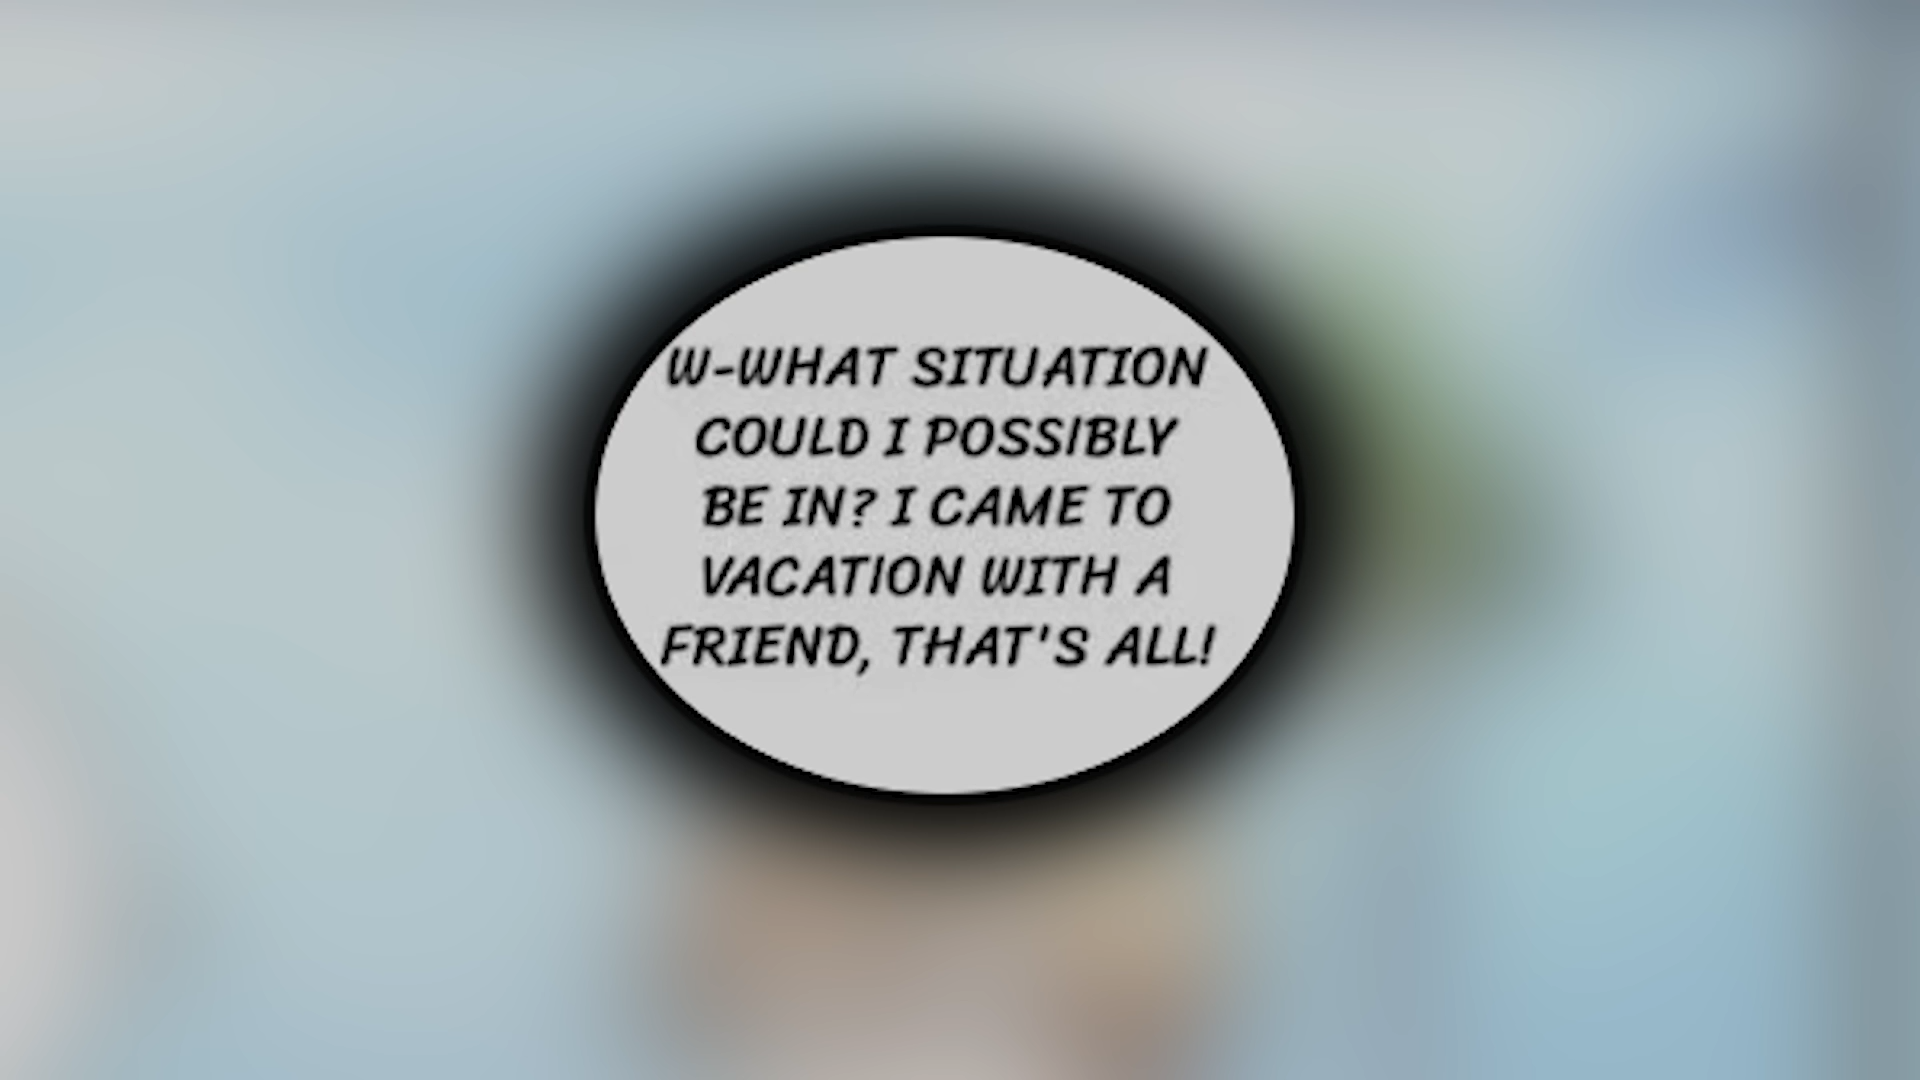 W-WHAT SITUATION
COULD I POSSIBLY
BE IN? I CAME TO
VACATION WITH A
FRIEND, THAT'S ALL!